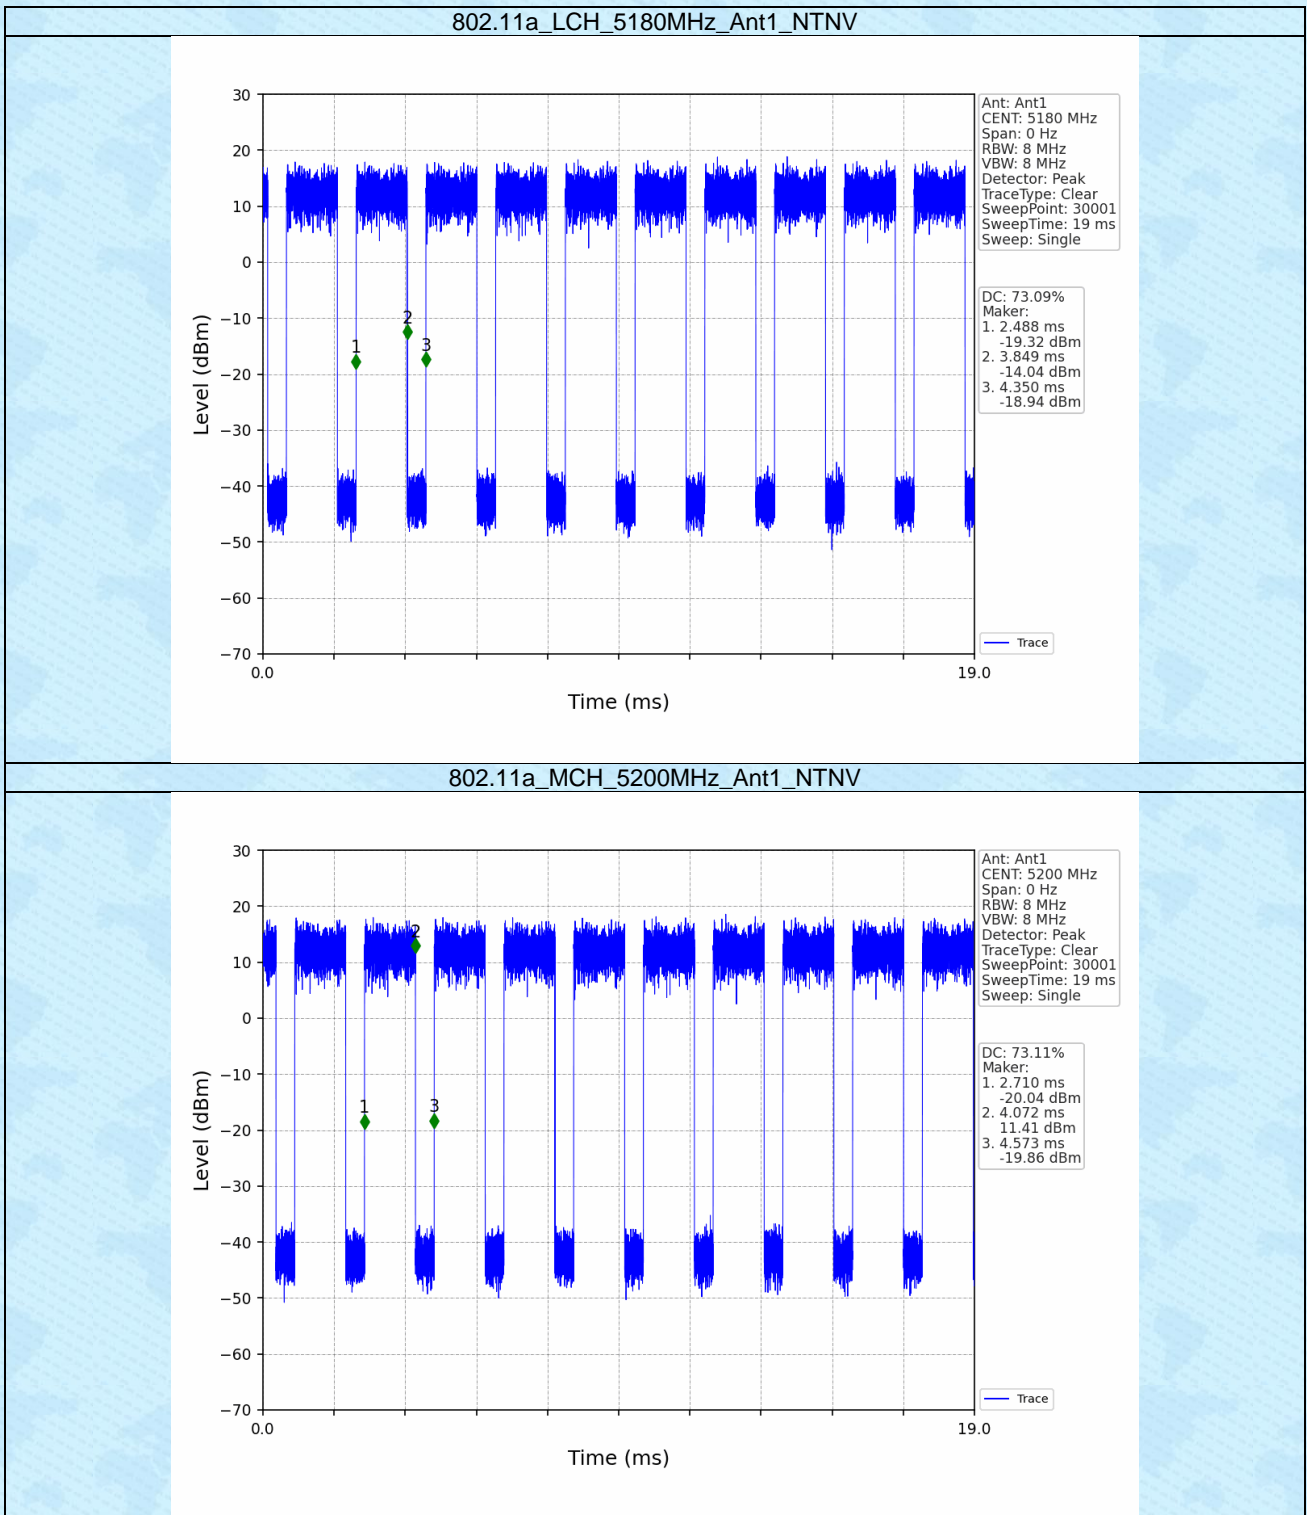 802.11a_LCH_5180MHz_Ant1_NTNV
30
20
10
0
−10
−20
−30
−40
−50
−60
−70
Level (dBm)
0.0
19.0
Time (ms)
1
2
3
Ant: Ant1
CENT: 5180 MHz
Span: 0 Hz
RBW: 8 MHz
VBW: 8 MHz
Detector: Peak
TraceType: Clear
SweepPoint: 30001
SweepTime: 19 ms
Sweep: Single
DC: 73.09%
Maker:
1. 2.488 ms
-19.32 dBm
2. 3.849 ms
-14.04 dBm
3. 4.350 ms
-18.94 dBm
Trace
802.11a_MCH_5200MHz_Ant1_NTNV
30
20
10
0
−10
−20
−30
−40
−50
−60
−70
Level (dBm)
0.0
19.0
Time (ms)
1
2
3
Ant: Ant1
CENT: 5200 MHz
Span: 0 Hz
RBW: 8 MHz
VBW: 8 MHz
Detector: Peak
TraceType: Clear
SweepPoint: 30001
SweepTime: 19 ms
Sweep: Single
DC: 73.11%
Maker:
1. 2.710 ms
-20.04 dBm
2. 4.072 ms
11.41 dBm
3. 4.573 ms
-19.86 dBm
Trace